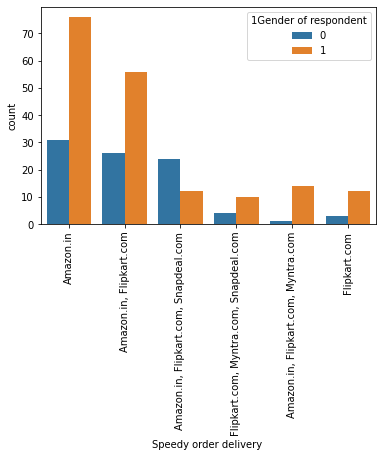 1Gender of respondent
0
1
count
70
60
50
40
30
20
10
0
Amazon.in
Amazon.in, Flipkart.com
Amazon.in, Flipkart.com, Snapdeal.com
Flipkart.com, Myntra.com, Snapdeal.com
Amazon.in, Flipkart.com, Myntra.com
Flipkart.com
Speedy order delivery